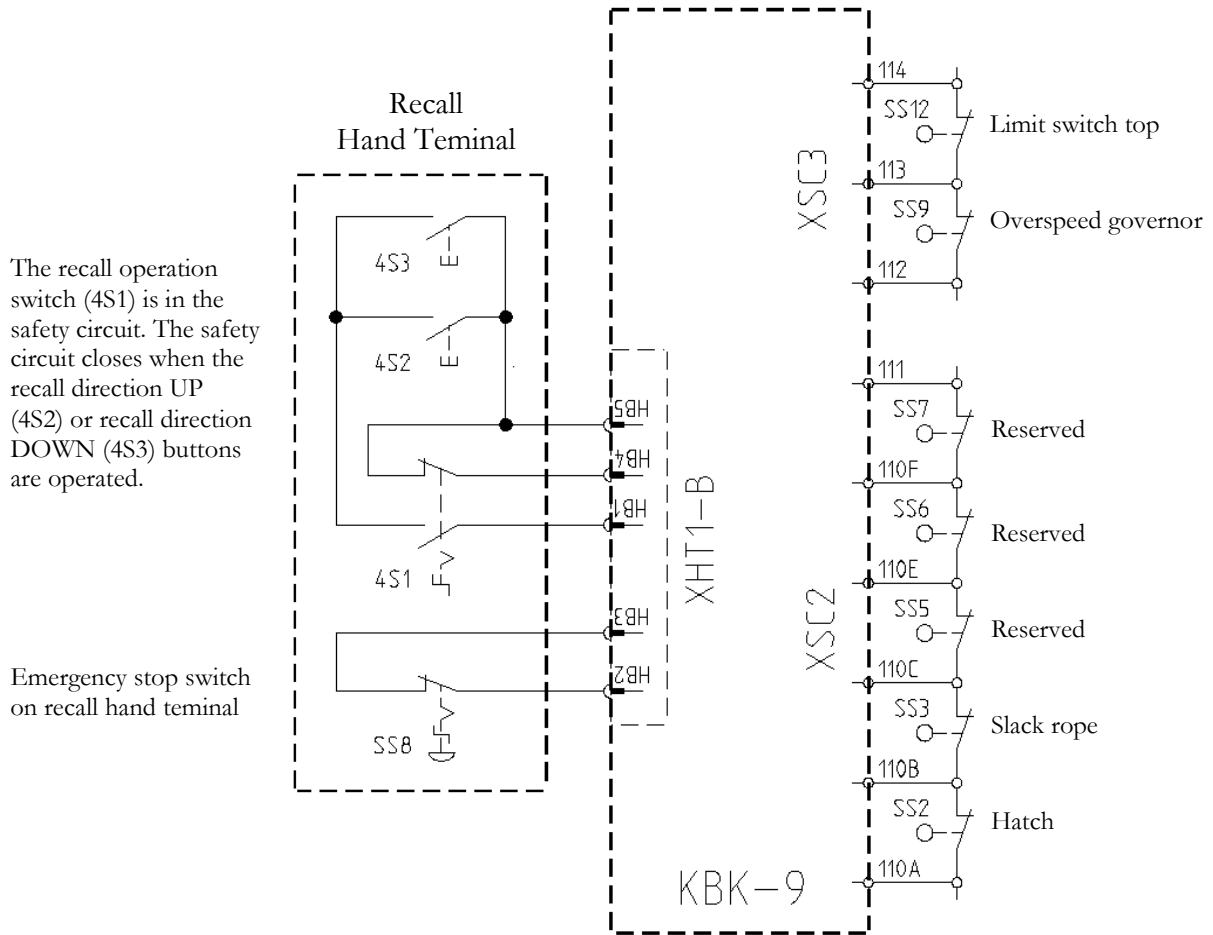 Recall
Hand Teminal
The recall operation
switch (4S1) is in the
safety circuit. The safety
circuit closes when the
recall direction UP
(4S2) or recall direction
DOWN (4S3) buttons
are operated.
4S3
4S2
4S1
Emergency stop switch
on recall hand teminal
SS8
HB5
HB4
HB1
HB3
HB2
XHT1-B
KBK-9
XSC3
114
SS12
Limit switch top
113
SS9
Overspeed governor
112
XSC2
111
SS7
Reserved
110F
SS6
Reserved
110E
SS5
Reserved
110C
SS3
Slack rope
110B
SS2
Hatch
110A